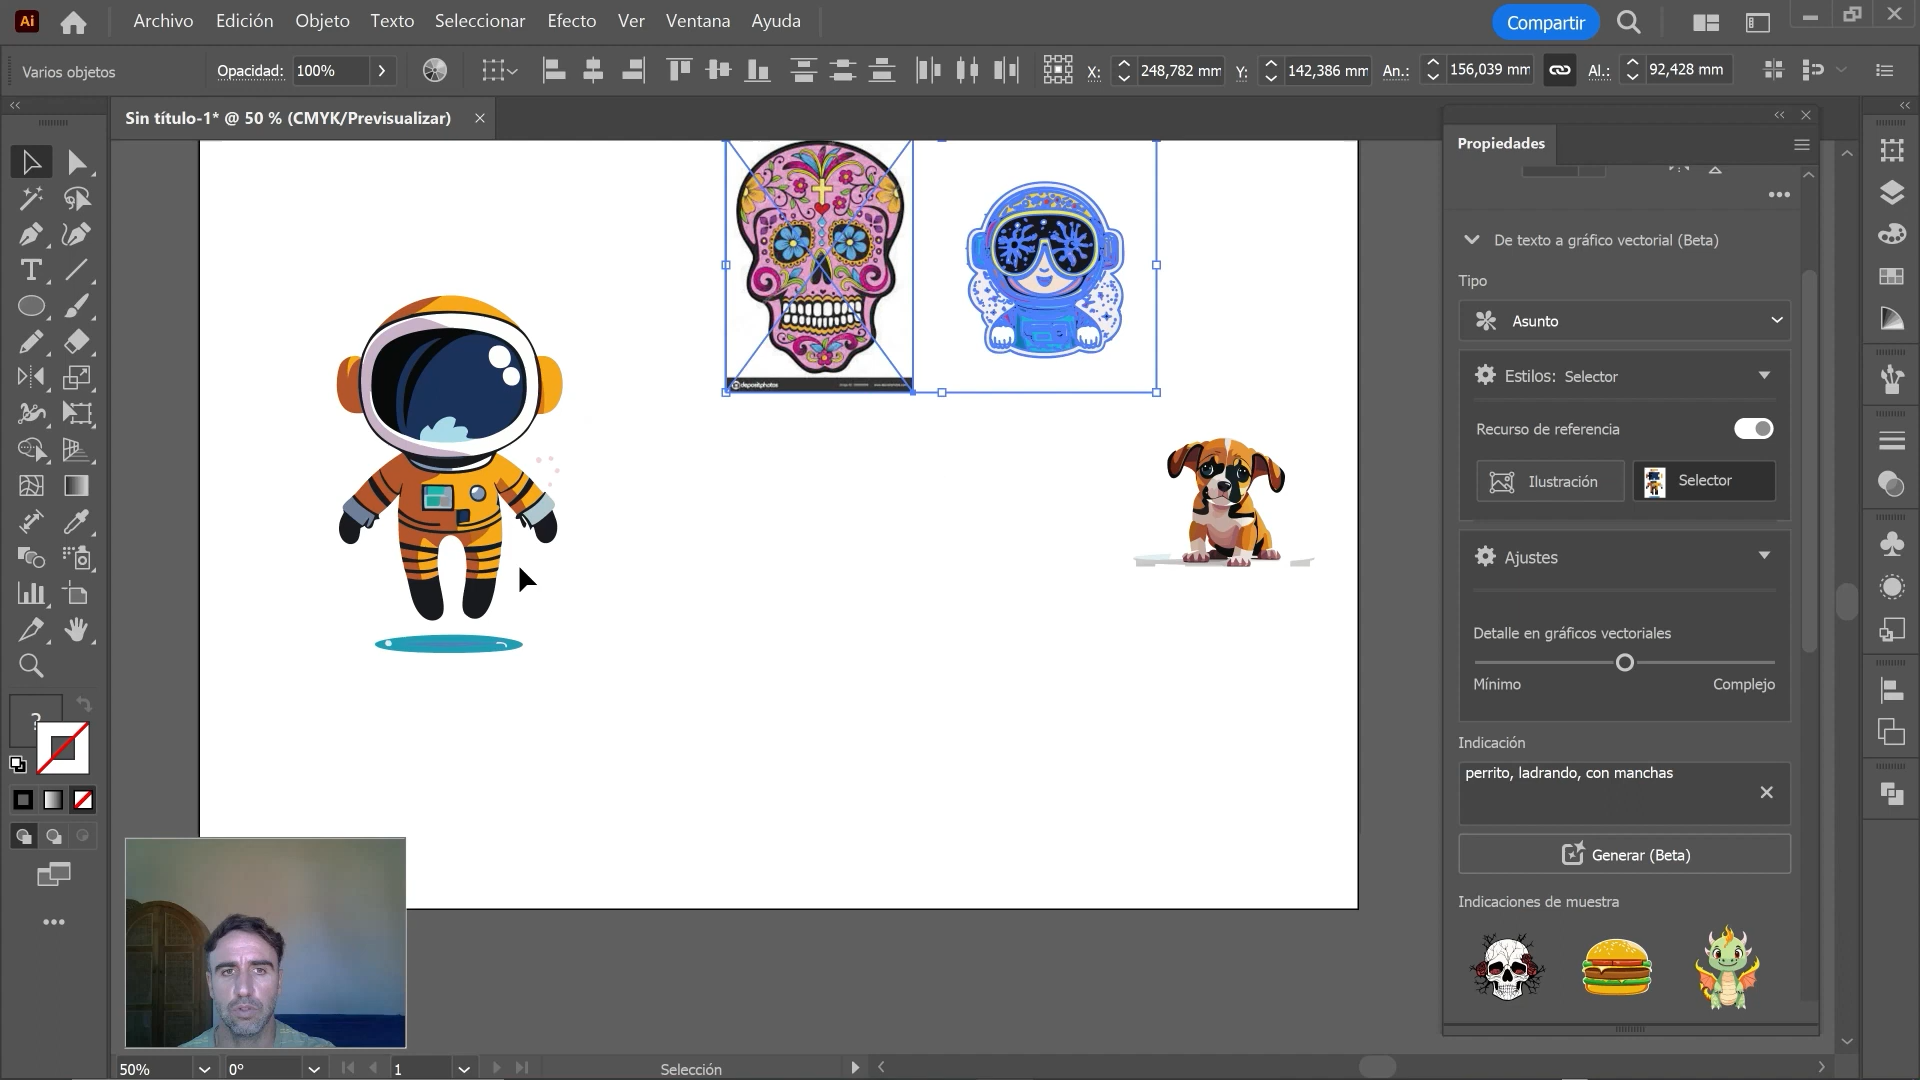 Ai
Archivo Edición Objeto Texto Seleccionar Efecto Ver Ventana Ayuda
Compartir
Varios objetos
Opacidad: 100%
X: 248,782 mm Y: 142,386 mm An.: 156,039 mm Al.: 92,428 mm
Sin título-1* @ 50 % (CMYK/Previsualizar)
Propiedades
De texto a gráfico vectorial (Beta)
Tipo
Asunto
Estilos: Selector
Recurso de referencia
Ilustración Selector
Ajustes
Detalle en gráficos vectoriales
Mínimo Complejo
Indicación
perrito, ladrando, con manchas
Generar (Beta)
Indicaciones de muestra
depositphotos
?
50% 0° 1 Selección